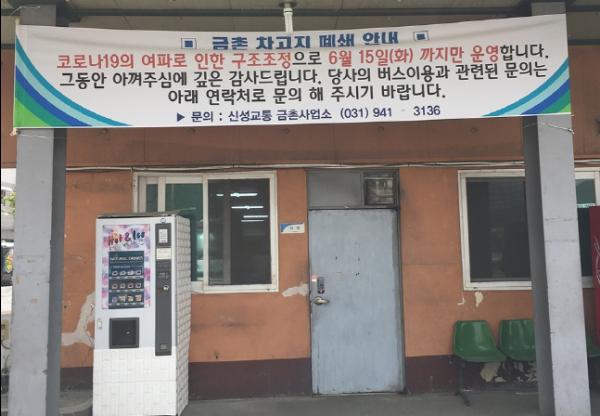 금촌 차고지 폐쇄 안내
코로나19의 여파로 인한 구조조정으로 6월 15일(화) 까지만 운영합니다.
그동안 아껴주심에 깊은 감사드립니다. 당사의 버스이용과 관련된 문의는
아래 연락처로 문의 해 주시기 바랍니다.
▶ 문의 : 신성교통 금촌사업소 (031) 941 - 3136
Hot & Ice